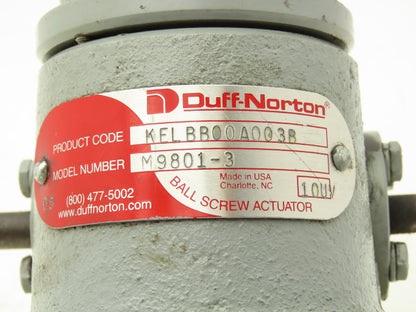 Duff-Norton®
PRODUCT CODE KFLBB00A003B
MODEL NUMBER M9801-3
Made in USA
Charlotte, NC
(800) 477-5002
www.duffnorton.com
BALL SCREW ACTUATOR